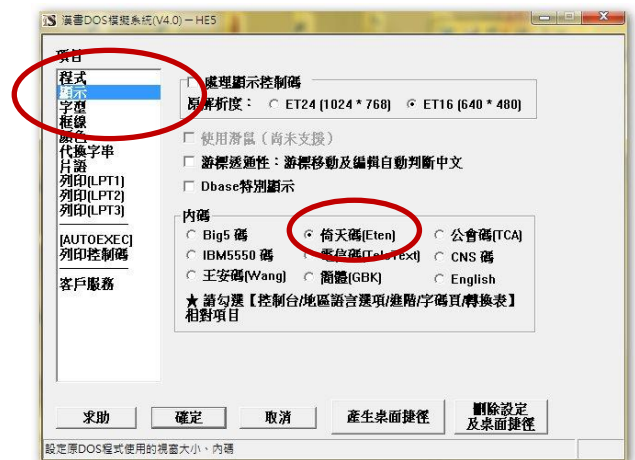 漢書DOS模擬系統(V4.0) — HE5
項目
程式
顯示
字型
框線
顏色
代換字串
片語
列印(LPT1)
列印(LPT2)
列印(LPT3)
[AUTOEXEC]
列印控制碼
客戶服務
處理顯示控制碼
原解析度： ET24 (1024 * 768) ET16 (640 * 480)
使用滑鼠（尚未支援）
游標透通性：游標移動及編輯自動判斷中文
Dbase特別顯示
內碼
Big5 碼 倚天碼(Eten) 公會碼(TCA)
IBM5550 碼 電信碼(TeleText) CNS 碼
王安碼(Wang) 簡體(GBK) English
★ 請勾選【控制台/地區語言選項/進階/字碼頁/轉換表】
相對項目
求助 確定 取消 產生桌面捷徑 刪除設定
及桌面捷徑
設定原DOS程式使用的視窗大小、內碼